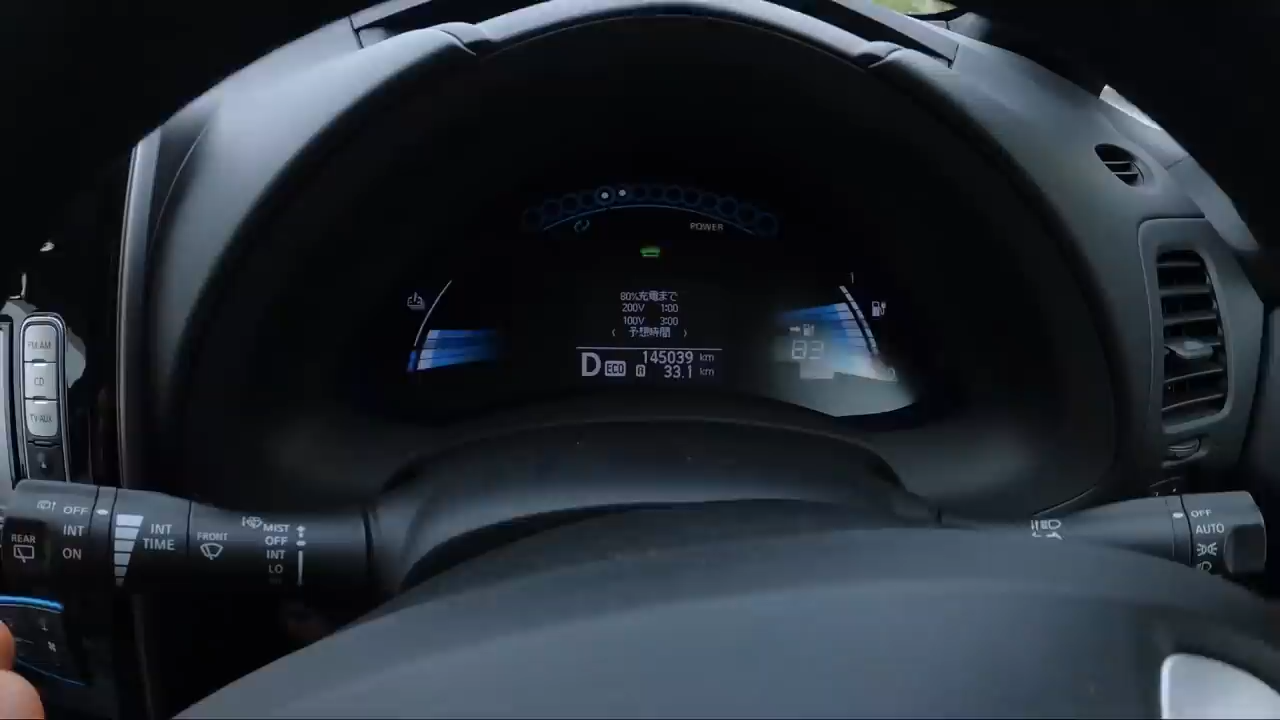 POWER
80%充電まで
200V 1:00
100V 3:00
予想時間
83
D ECO 145039 km
A 33.1 km
FM·AM
CD
TV·AUX
OFF
INT
ON
REAR
INT
TIME
FRONT
MIST
OFF
INT
LO
OFF
AUTO